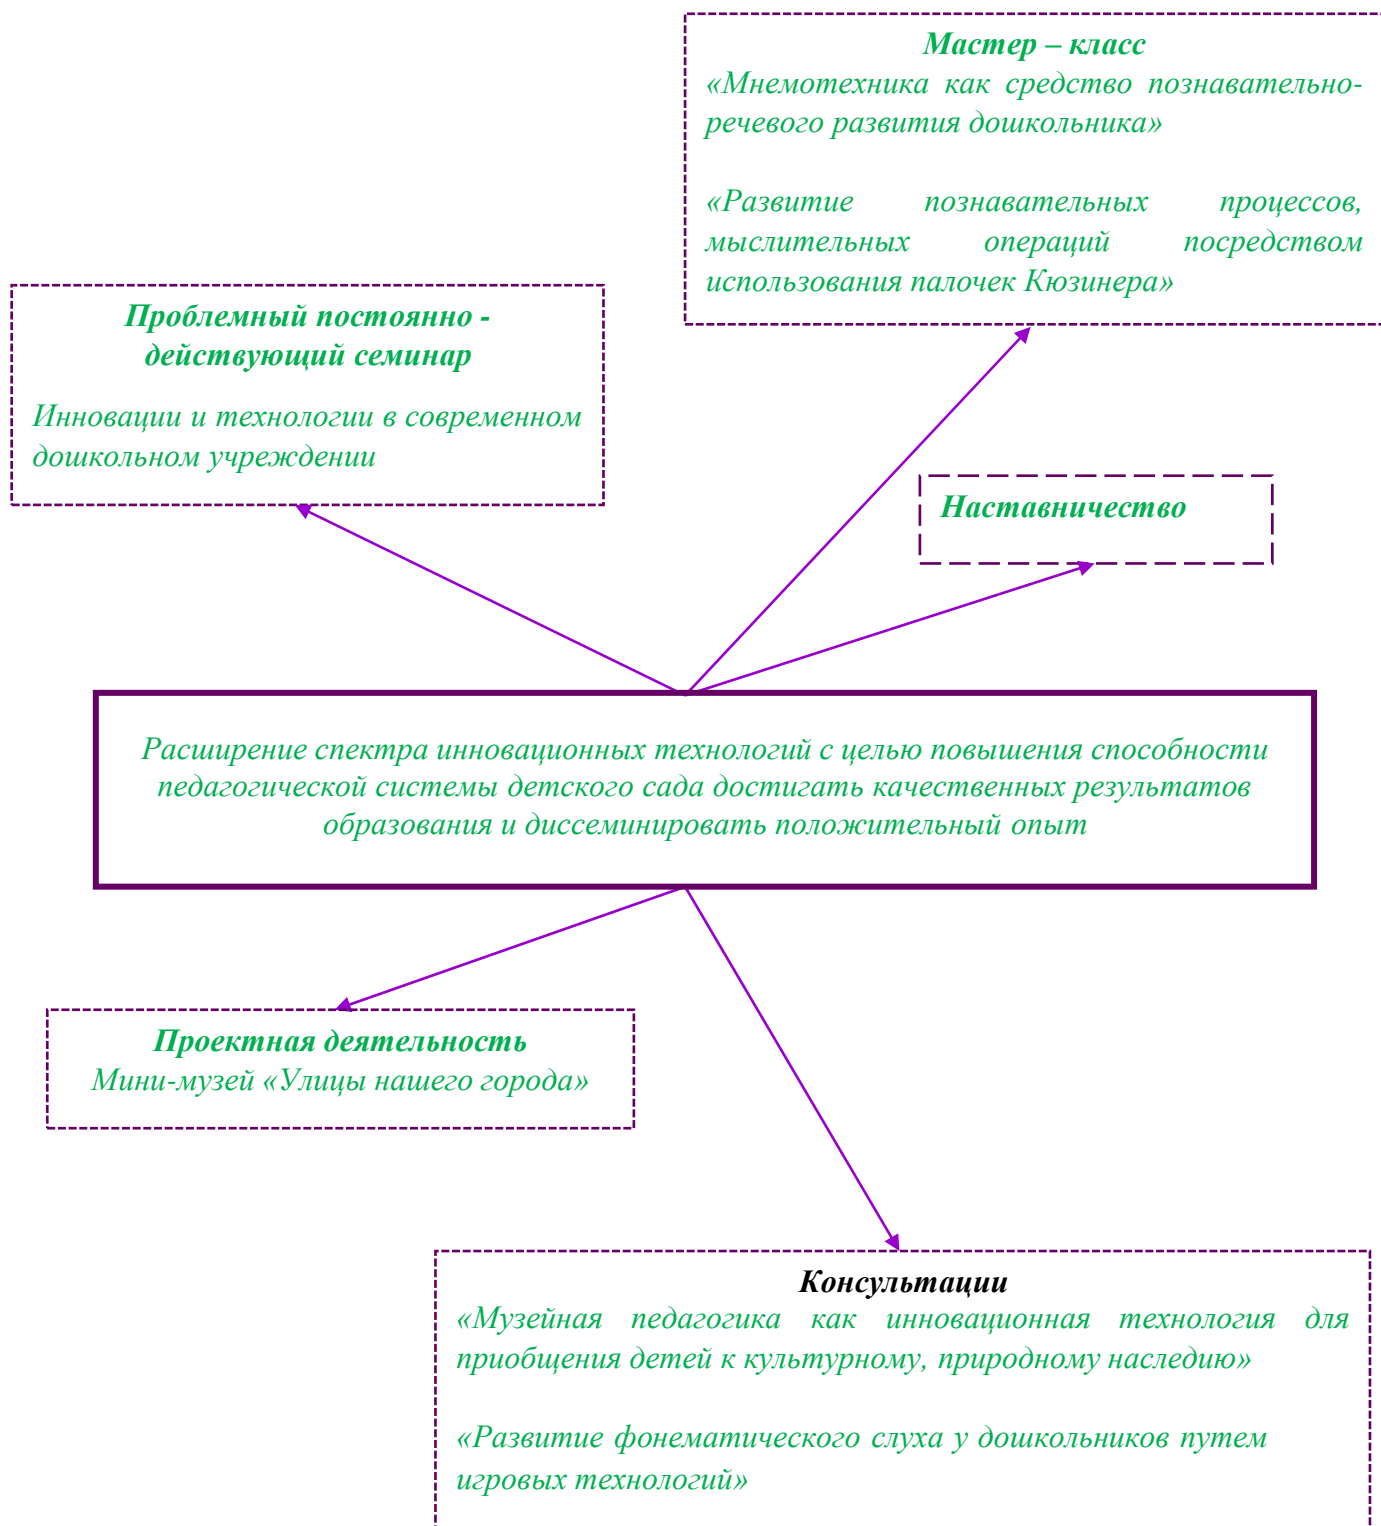 Мастер – класс
«Мнемотехника как средство познавательно-
речевого развития дошкольника»
«Развитие познавательных процессов,
мыслительных операций посредством
использования палочек Кюзинера»
Проблемный постоянно -
действующий семинар
Инновации и технологии в современном
дошкольном учреждении
Наставничество
Расширение спектра инновационных технологий с целью повышения способности
педагогической системы детского сада достигать качественных результатов
образования и диссеминировать положительный опыт
Проектная деятельность
Мини-музей «Улицы нашего города»
Консультации
«Музейная педагогика как инновационная технология для
приобщения детей к культурному, природному наследию»
«Развитие фонематического слуха у дошкольников путем
игровых технологий»